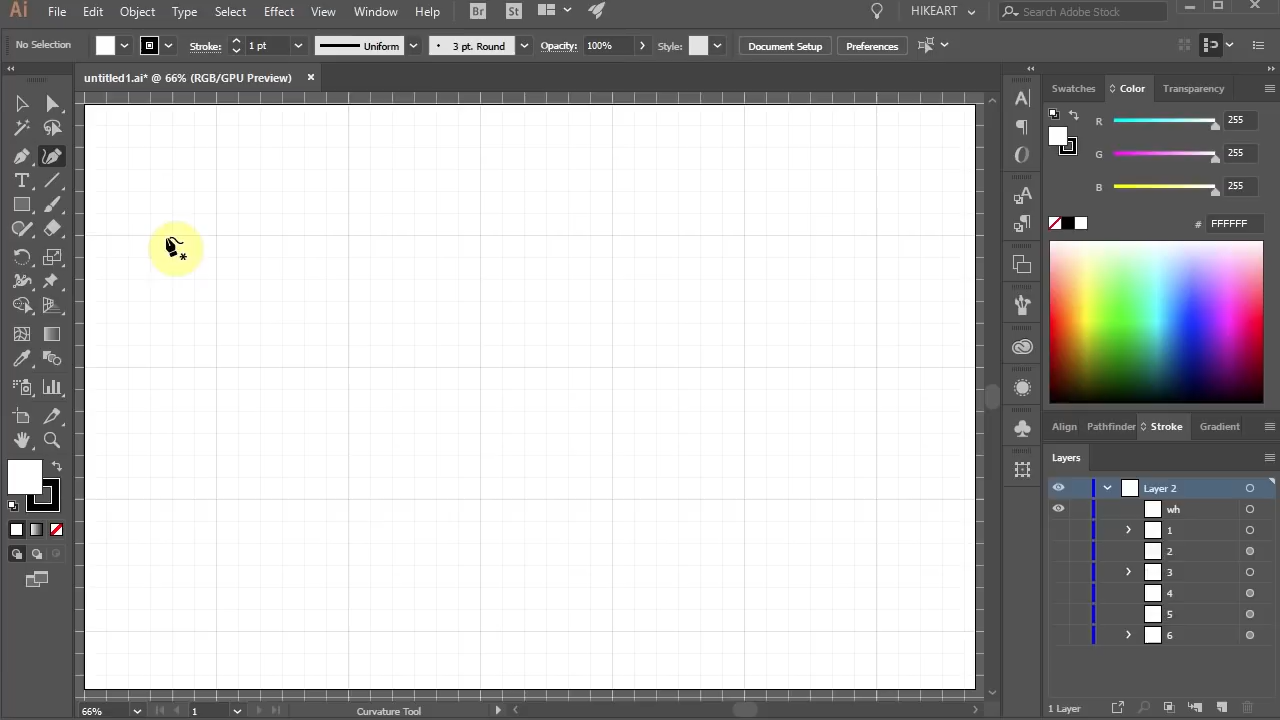 Ai File Edit Object Type Select Effect View Window Help Br St HIKEART Search Adobe Stock
No Selection Stroke: 1 pt Uniform 3 pt. Round Opacity: 100% Style: Document Setup Preferences
untitled1.ai* @ 66% (RGB/GPU Preview)
Swatches Color Transparency
R 255
G 255
B 255
# FFFFFF
Align Pathfinder Stroke Gradient
Layers
Layer 2
wh
1
2
3
4
5
6
66% 1 Curvature Tool 1 Layer